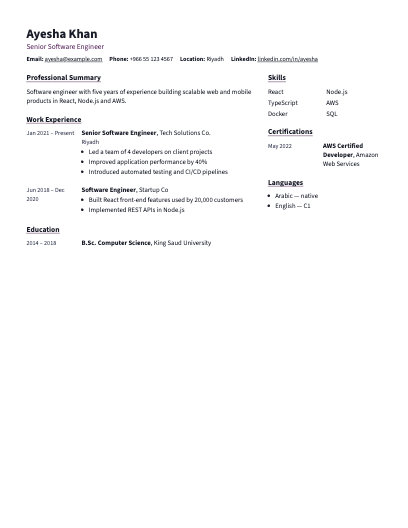 Ayesha Khan
Senior Software Engineer
Email: ayesha@example.com Phone: +966 55 123 4567 Location: Riyadh LinkedIn: linkedin.com/in/ayesha
Professional Summary
Software engineer with five years of experience building scalable web and mobile
products in React, Node.js and AWS.
Work Experience
Jan 2021 – Present Senior Software Engineer, Tech Solutions Co.
Riyadh
• Led a team of 4 developers on client projects
• Improved application performance by 40%
• Introduced automated testing and CI/CD pipelines
Jun 2018 – Dec Software Engineer, Startup Co
2020 • Built React front-end features used by 20,000 customers
• Implemented REST APIs in Node.js
Education
2014 – 2018 B.Sc. Computer Science, King Saud University
Skills
React Node.js
TypeScript AWS
Docker SQL
Certifications
May 2022 AWS Certified
Developer, Amazon
Web Services
Languages
• Arabic — native
• English — C1